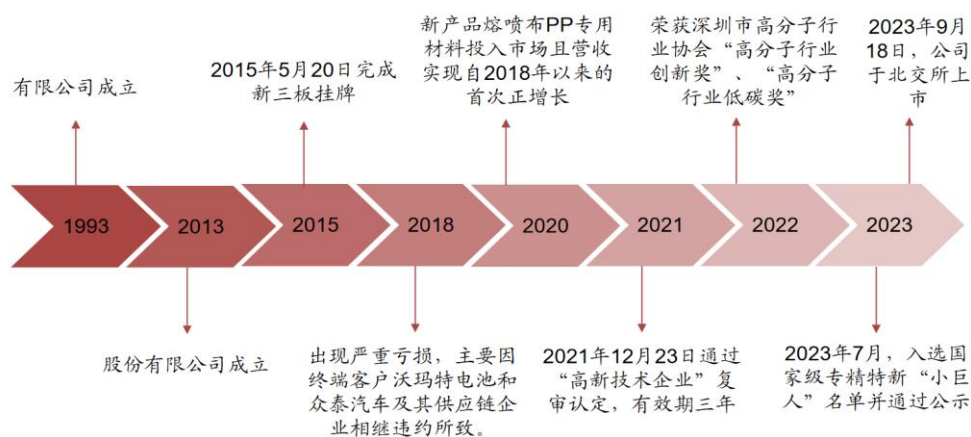 新产品熔喷布PP专用
材料投入市场且营收
实现自2018年以来的
首次正增长
荣获深圳市高分子行
业协会“高分子行业
创新奖”、“高分子
行业低碳奖”
2023年9月
18日，公司
于北交所上
市
2015年5月20日完成
新三板挂牌
有限公司成立
1993
2013
2015
2018
2020
2021
2022
2023
股份有限公司成立
出现严重亏损，主要因
终端客户沃玛特电池和
众泰汽车及其供应链企
业相继违约所致。
2021年12月23日通过
“高新技术企业”复
审认定，有效期三年
2023年7月，入选国
家级专精特新“小巨
人”名单并通过公示